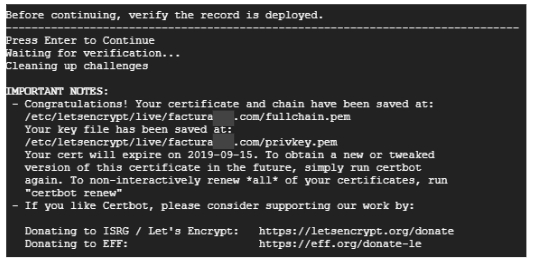 Before continuing, verify the record is deployed.
-------------------------------------------------------------------------------
Press Enter to Continue
Waiting for verification...
Cleaning up challenges

IMPORTANT NOTES:
 - Congratulations! Your certificate and chain have been saved at:
   /etc/letsencrypt/live/factura .com/fullchain.pem
   Your key file has been saved at:
   /etc/letsencrypt/live/factura .com/privkey.pem
   Your cert will expire on 2019-09-15. To obtain a new or tweaked
   version of this certificate in the future, simply run certbot
   again. To non-interactively renew *all* of your certificates, run
   "certbot renew"
 - If you like Certbot, please consider supporting our work by:

   Donating to ISRG / Let's Encrypt:   https://letsencrypt.org/donate
   Donating to EFF:                    https://eff.org/donate-le